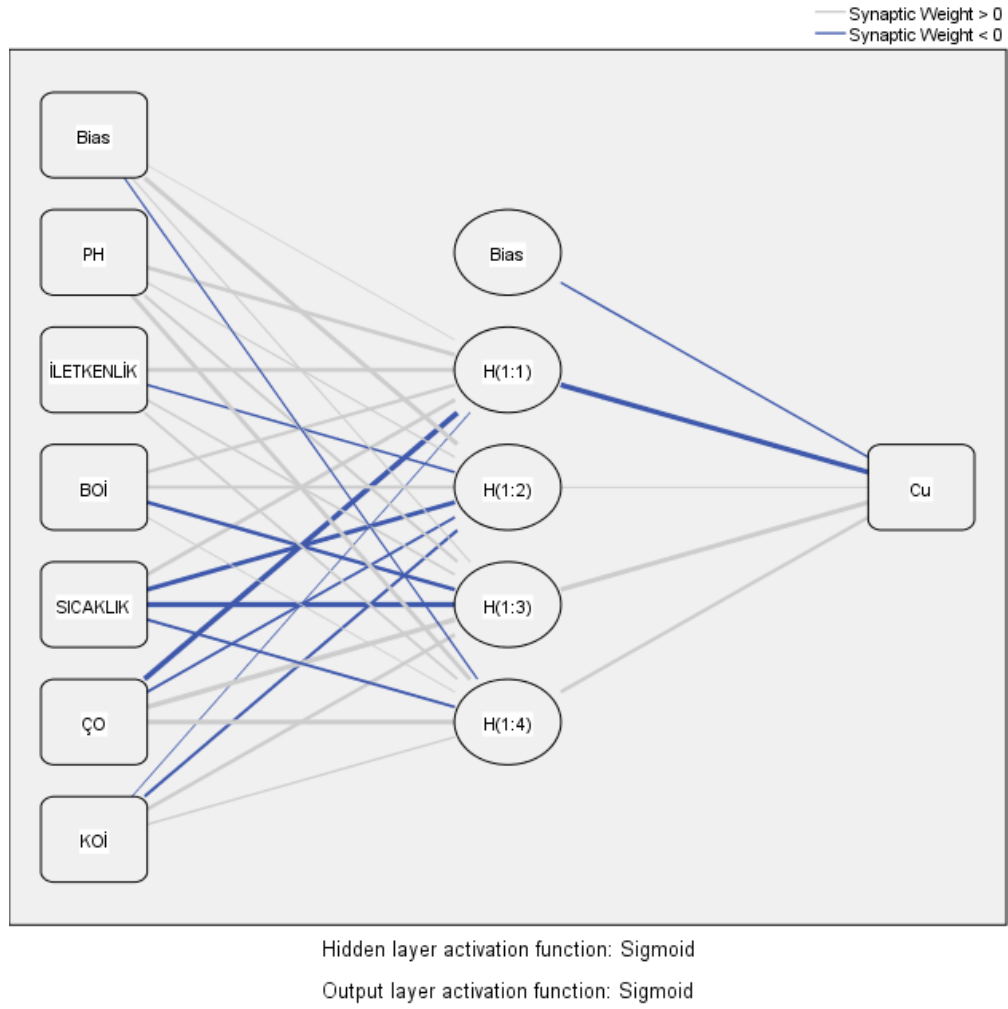 Synaptic Weight > 0
Synaptic Weight < 0
Bias
PH
Bias
İLETKENLİK
H(1:1)
BOİ
H(1:2)
Cu
SICAKLIK
H(1:3)
ÇO
H(1:4)
KOİ
Hidden layer activation function: Sigmoid
Output layer activation function: Sigmoid